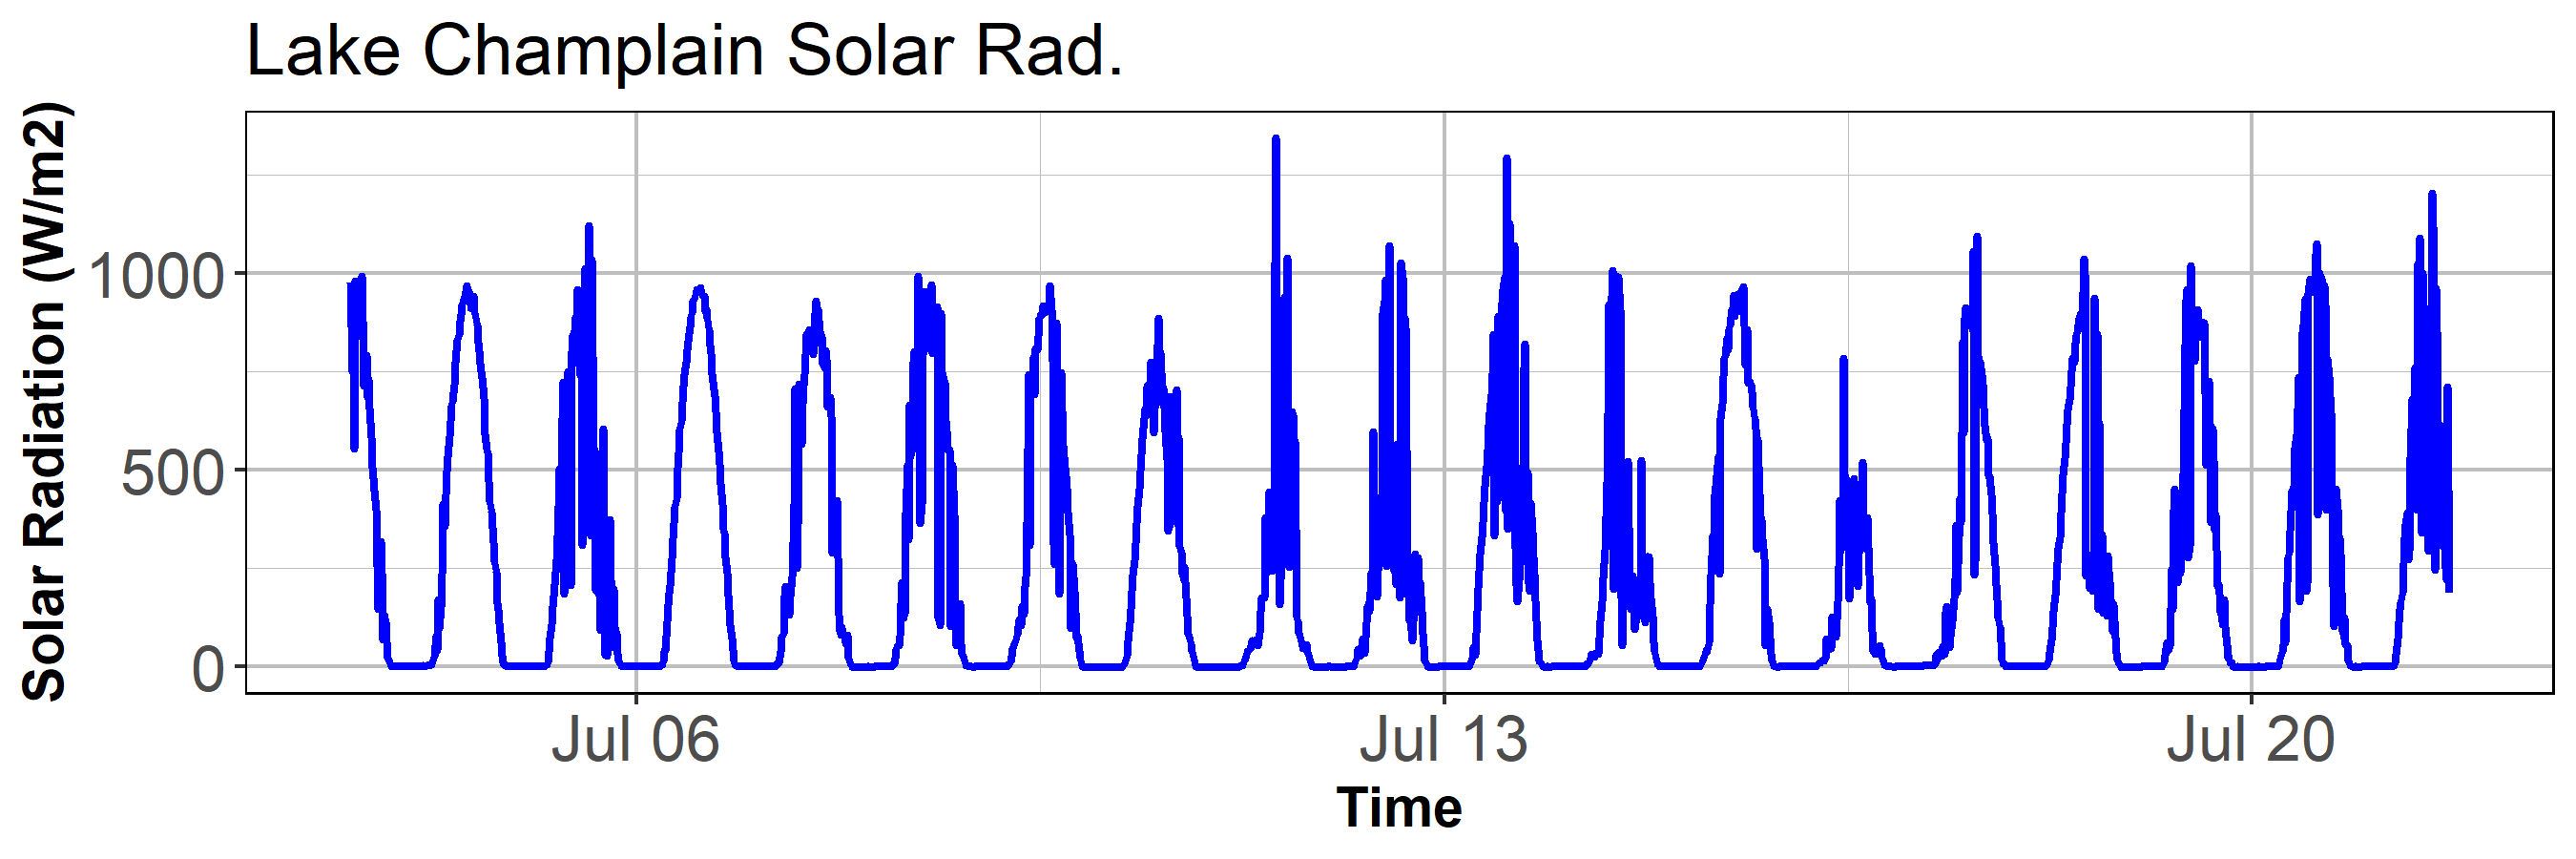 Lake Champlain Solar Rad.
Solar Radiation (W/m2)
1000
500
0
Jul 06
Jul 13
Jul 20
Time